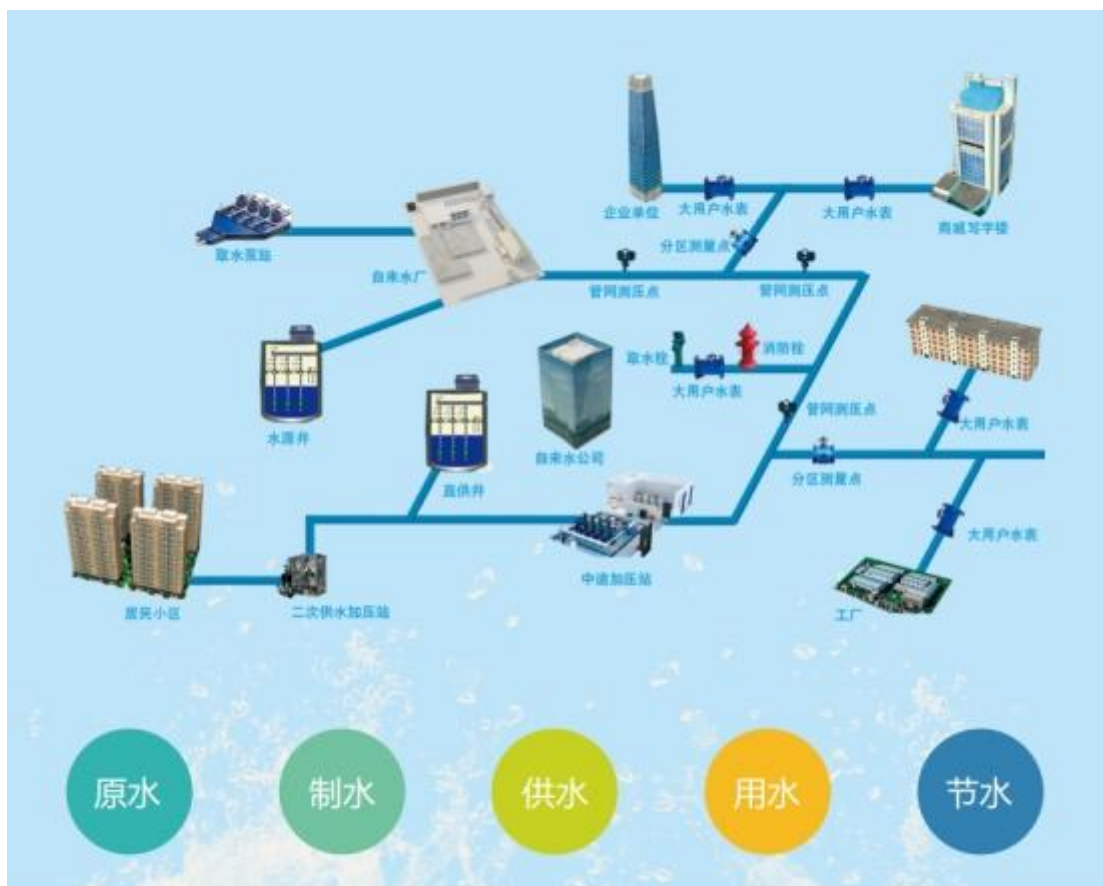 企业单位
大用户水表
大用户水表
商城写字楼
分区测量点
取水泵站
自来水厂
管网测压点
管网测压点
取水栓
消防栓
大用户水表
管网测压点
大用户水表
水源井
直供井
自来水公司
分区测量点
大用户水表
中途加压站
居民小区
二次供水加压站
工厂
原水
制水
供水
用水
节水